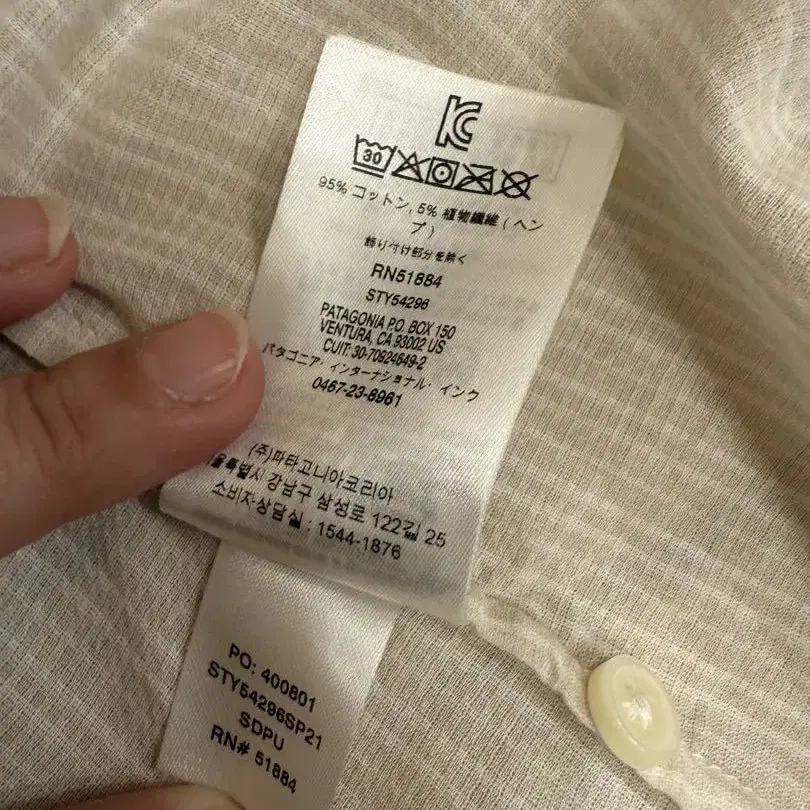 KC
30
95% コットン, 5% 植物繊維 ( ヘン
プ )
飾り付け部分を除く
RN51884
STY54296
PATAGONIA P.O. BOX 150
VENTURA, CA 93002 US
CUIT: 30-70924649-2
パタゴニア・インターナショナル・インク
0467-23-8961
(주)파타고니아코리아
서울특별시 강남구 삼성로 122길 25
소비자상담실 : 1544-1876
PO: 400801
STY54296SP21
SDPU
RN# 51884